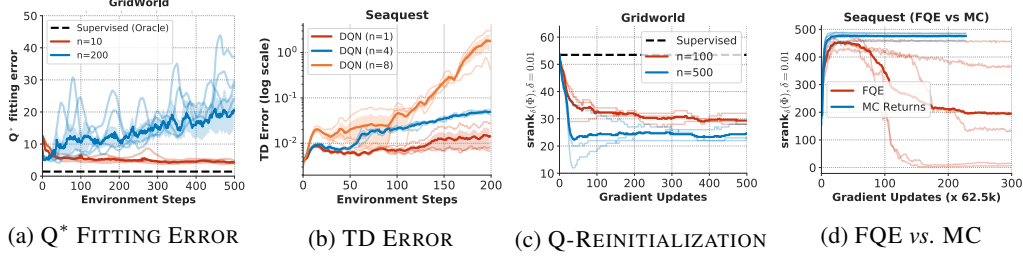 GridWorld
Q* fitting error
50
40
30
20
10
0
0
100
200
300
400
500
Environment Steps
Supervised (Oracle)
n=10
n=200
(a) Q* FITTING ERROR
Seaquest
TD Error (log scale)
10⁰
10⁻¹
10⁻²
0
50
100
150
200
Environment Steps
DQN (n=1)
DQN (n=4)
DQN (n=8)
(b) TD ERROR
Gridworld
srankδ(Φ), δ = 0.01
60
50
40
30
20
10
0
100
200
300
400
500
Gradient Updates
Supervised
n=100
n=500
(c) Q-REINITIALIZATION
Seaquest (FQE vs MC)
srankδ(Φ), δ = 0.01
500
400
300
200
100
0
0
100
200
300
Gradient Updates (x 62.5k)
FQE
MC Returns
(d) FQE vs. MC